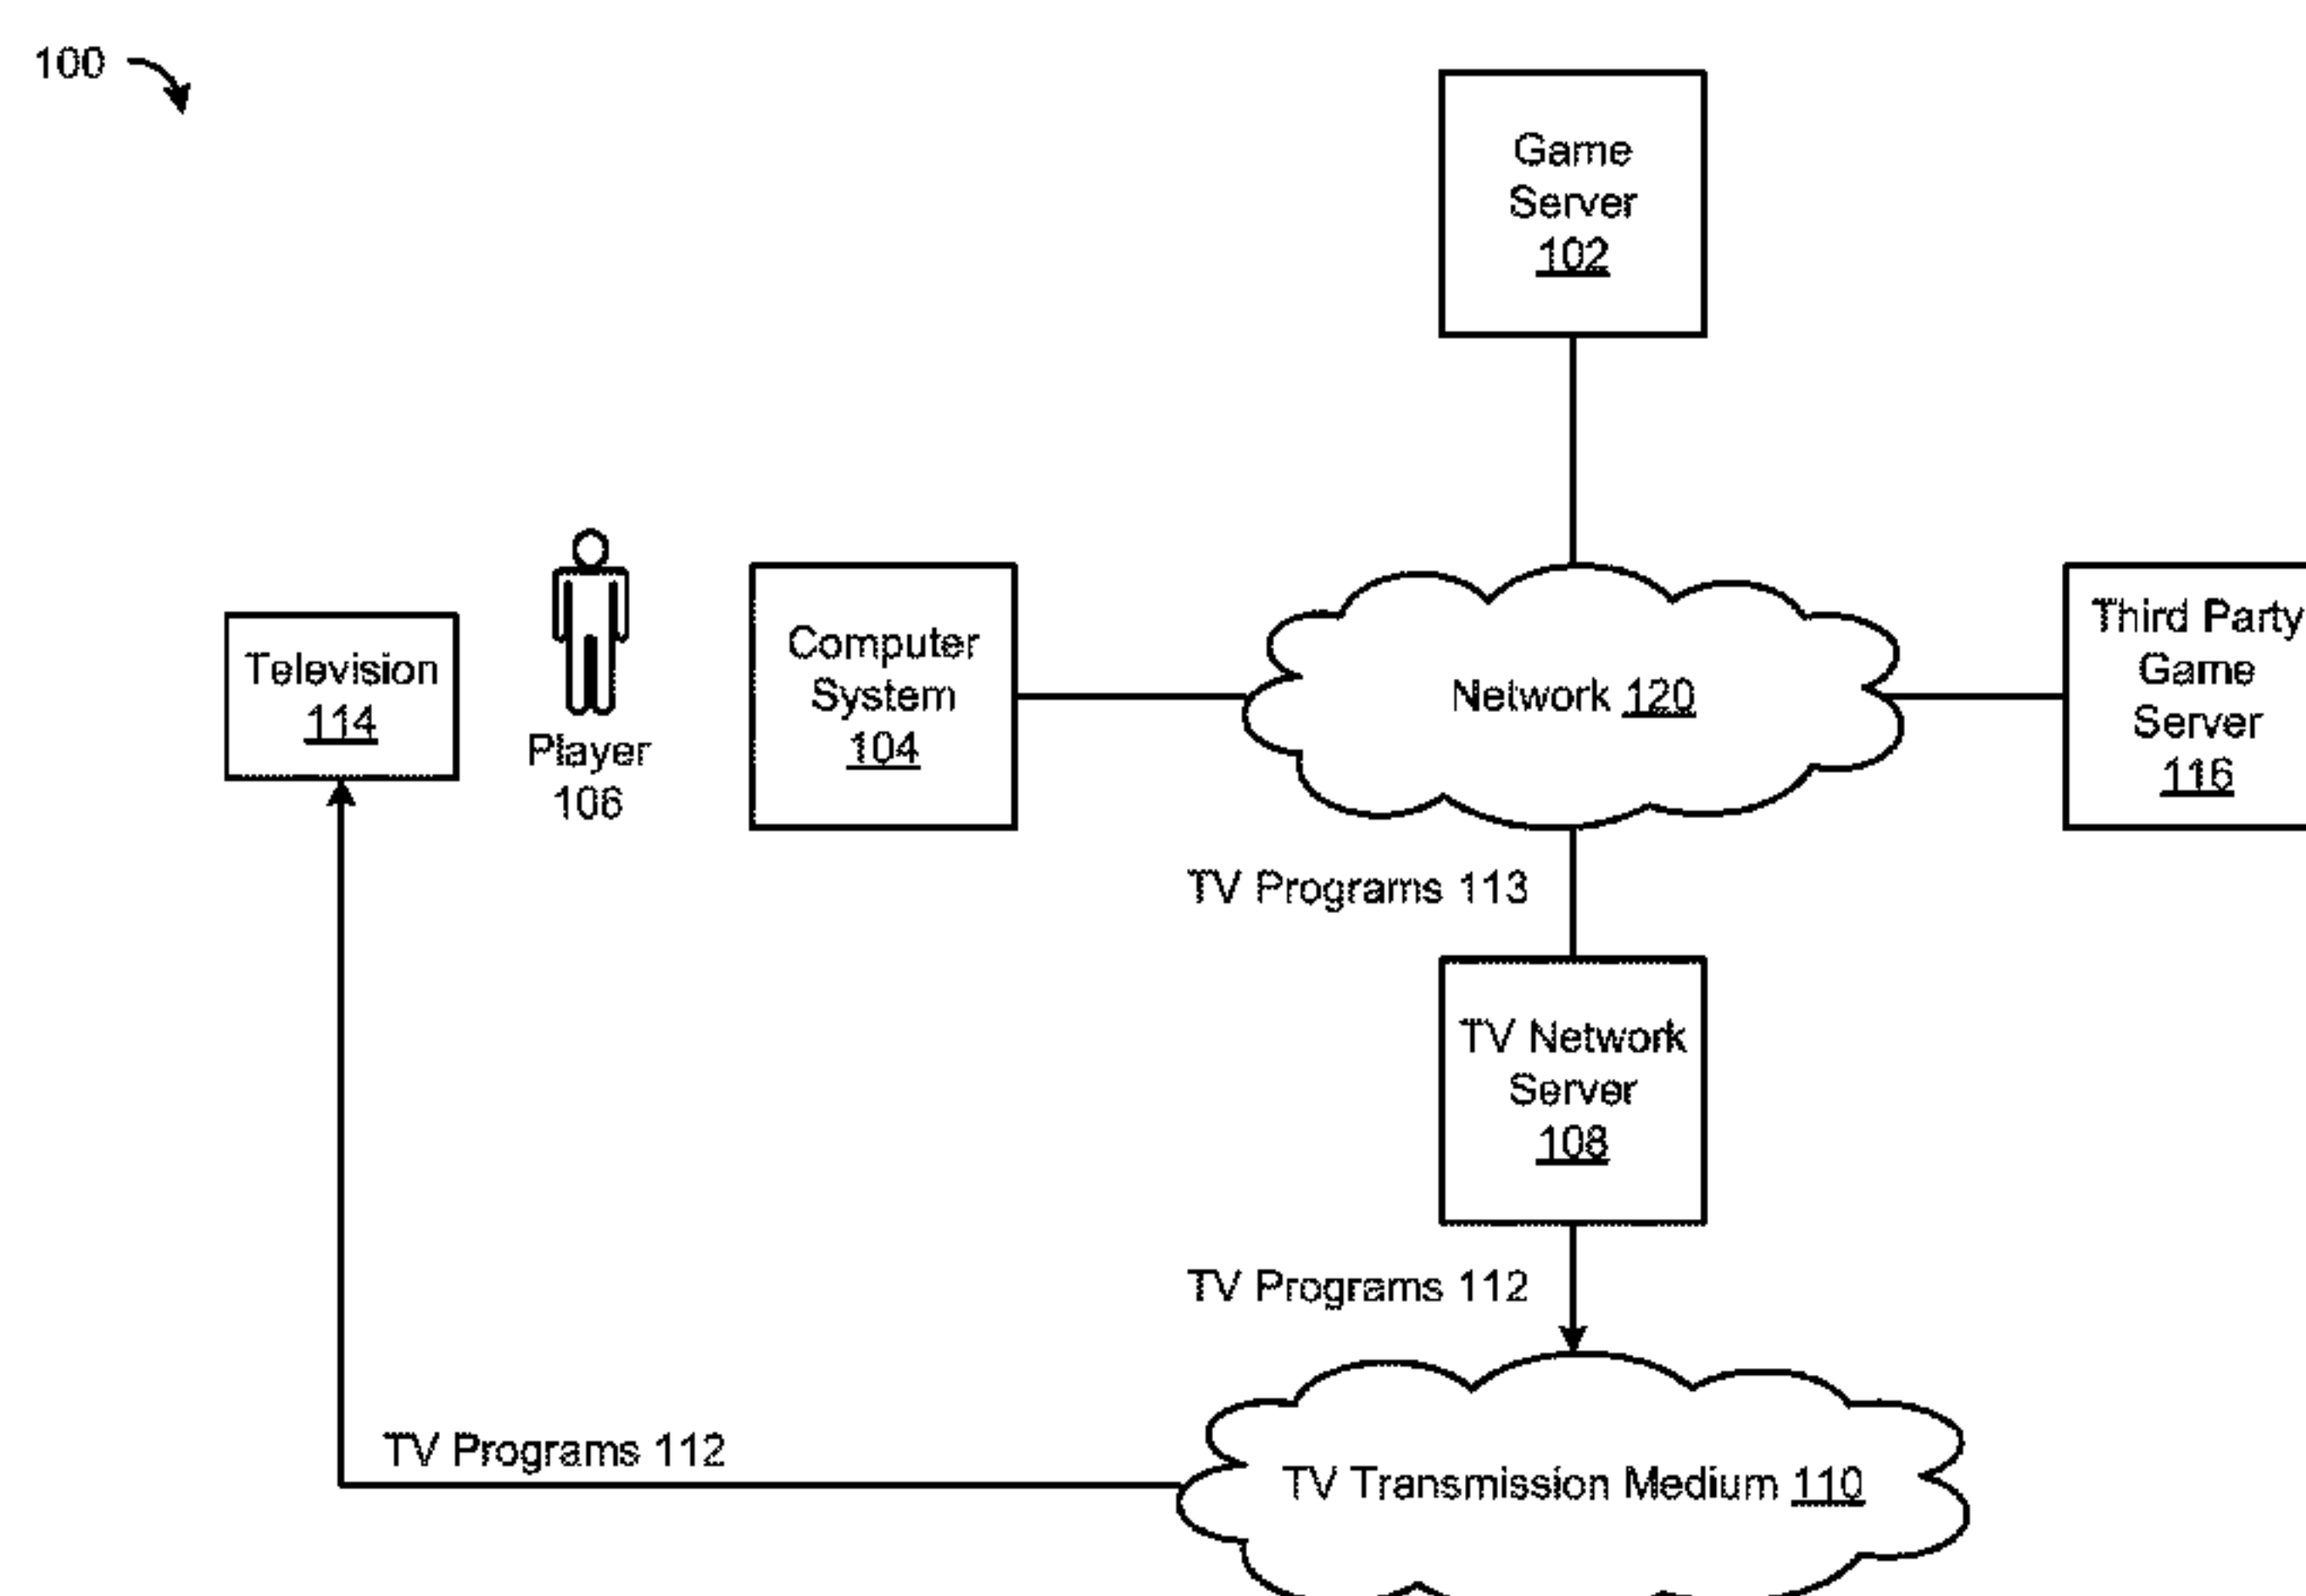 100
Game
Server
102
Television
114
Player
106
Computer
System
104
Network 120
Third Party
Game
Server
116
TV Programs 113
TV Network
Server
108
TV Programs 112
TV Programs 112
TV Transmission Medium 110